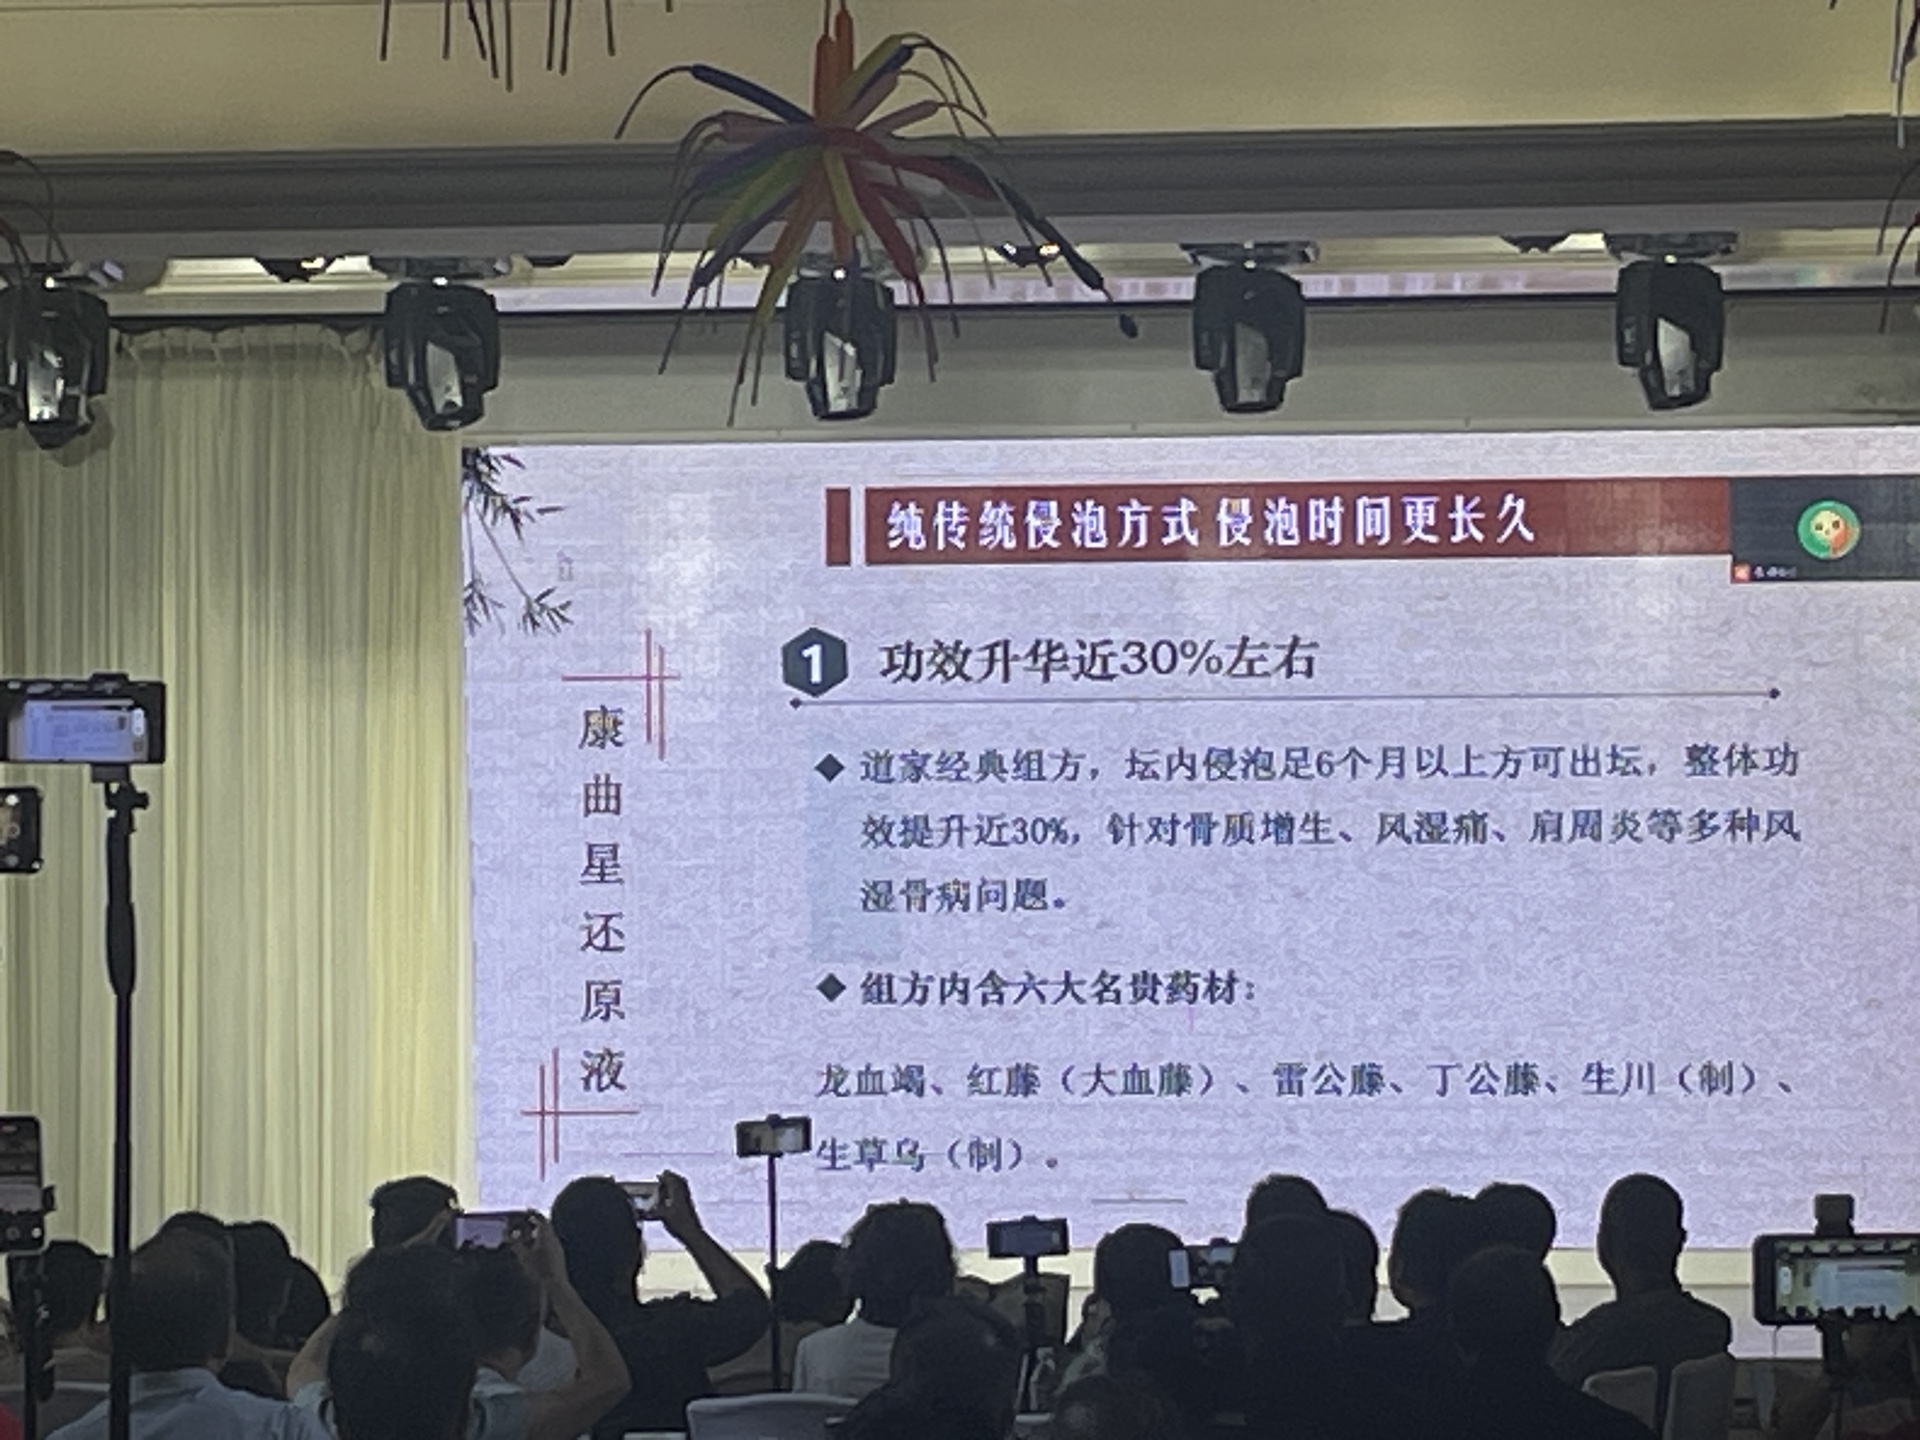 纯传统侵泡方式 侵泡时间更长久
1 功效升华近30%左右
康曲星还原液
◆ 道家经典组方，坛内侵泡足6个月以上方可出坛，整体功
效提升近30%，针对骨质增生、风湿痛、肩周炎等多种风
湿骨病问题。
◆ 组方内含六大名贵药材：
龙血竭、红藤（大血藤）、雷公藤、丁公藤、生川（制）、
生草乌（制）。